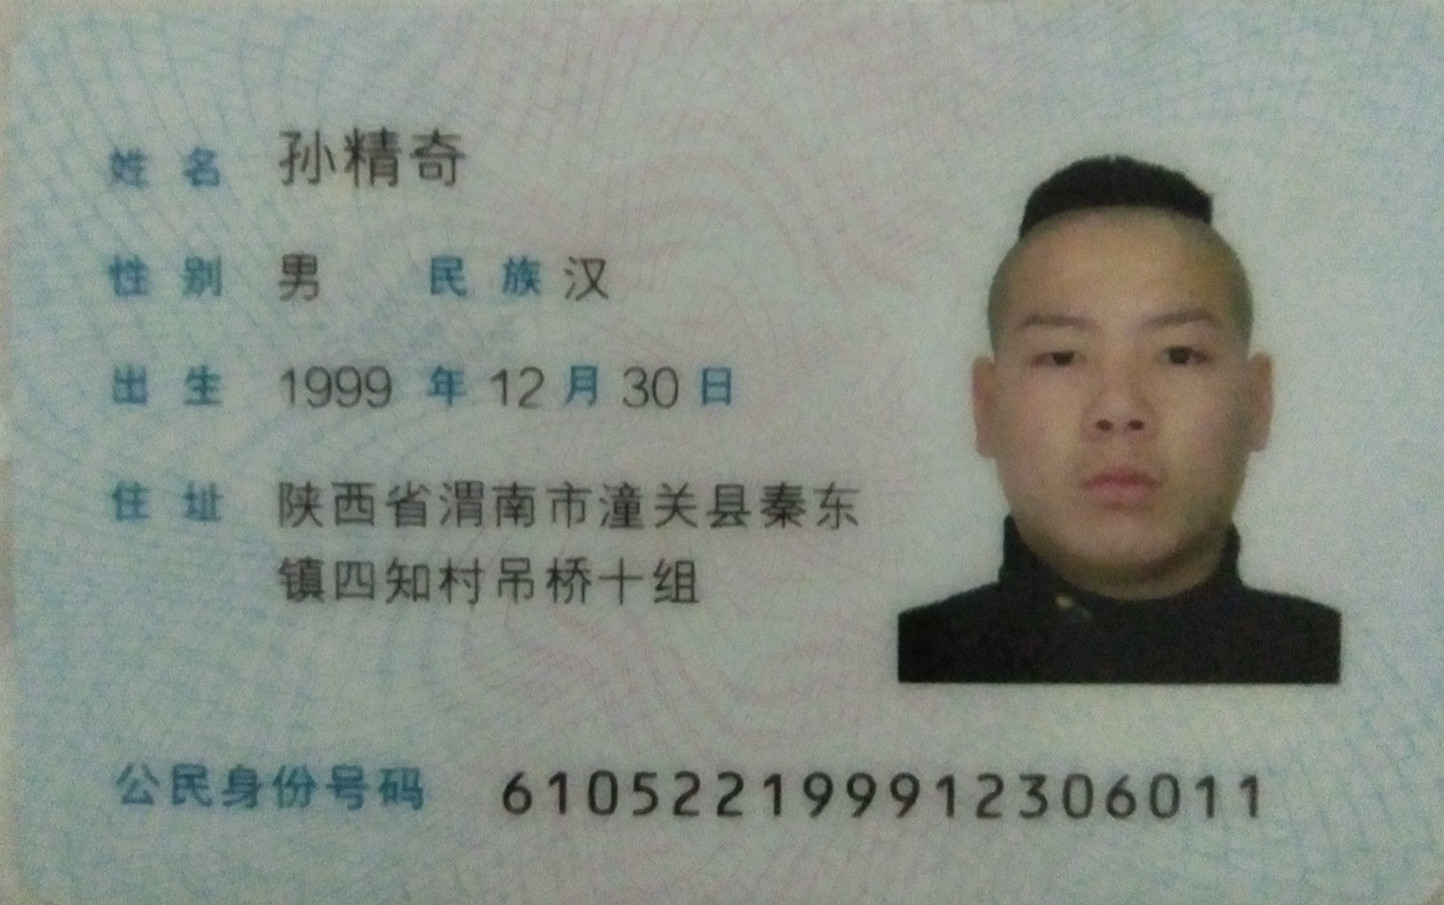 姓名 孙精奇
性别 男 民族 汉
出生 1999 年 12 月 30 日
住址 陕西省渭南市潼关县秦东
镇四知村吊桥十组
公民身份号码 610522199912306011